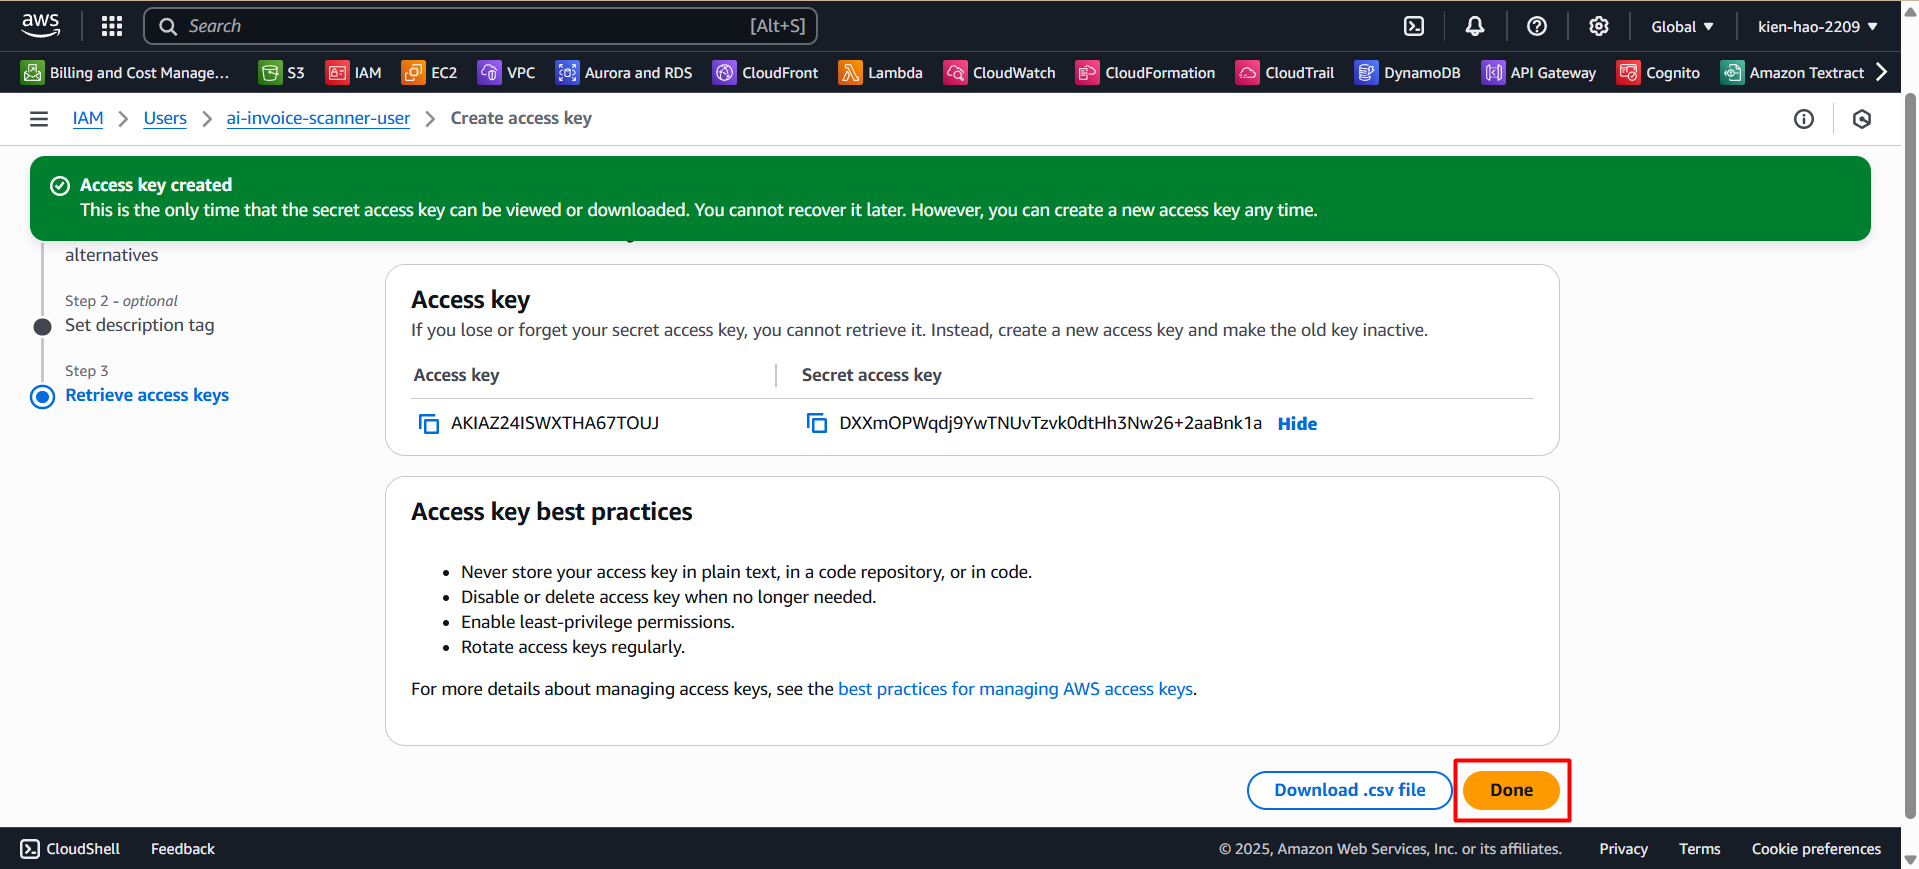 aws
Search
[Alt+S]
Global
kien-hao-2209
Billing and Cost Manage...
S3
IAM
EC2
VPC
Aurora and RDS
CloudFront
Lambda
CloudWatch
CloudFormation
CloudTrail
DynamoDB
API Gateway
Cognito
Amazon Textract
IAM
Users
ai-invoice-scanner-user
Create access key
Access key created
This is the only time that the secret access key can be viewed or downloaded. You cannot recover it later. However, you can create a new access key any time.
alternatives
Step 2 - optional
Set description tag
Step 3
Retrieve access keys
Access key
If you lose or forget your secret access key, you cannot retrieve it. Instead, create a new access key and make the old key inactive.
Access key
Secret access key
AKIAZ24ISWXTHA67TOUJ
DXXmOPWqdj9YwTNUvTzvk0dtHh3Nw26+2aaBnk1a
Hide
Access key best practices
• Never store your access key in plain text, in a code repository, or in code.
• Disable or delete access key when no longer needed.
• Enable least-privilege permissions.
• Rotate access keys regularly.
For more details about managing access keys, see the best practices for managing AWS access keys.
Download .csv file
Done
CloudShell
Feedback
© 2025, Amazon Web Services, Inc. or its affiliates.
Privacy
Terms
Cookie preferences